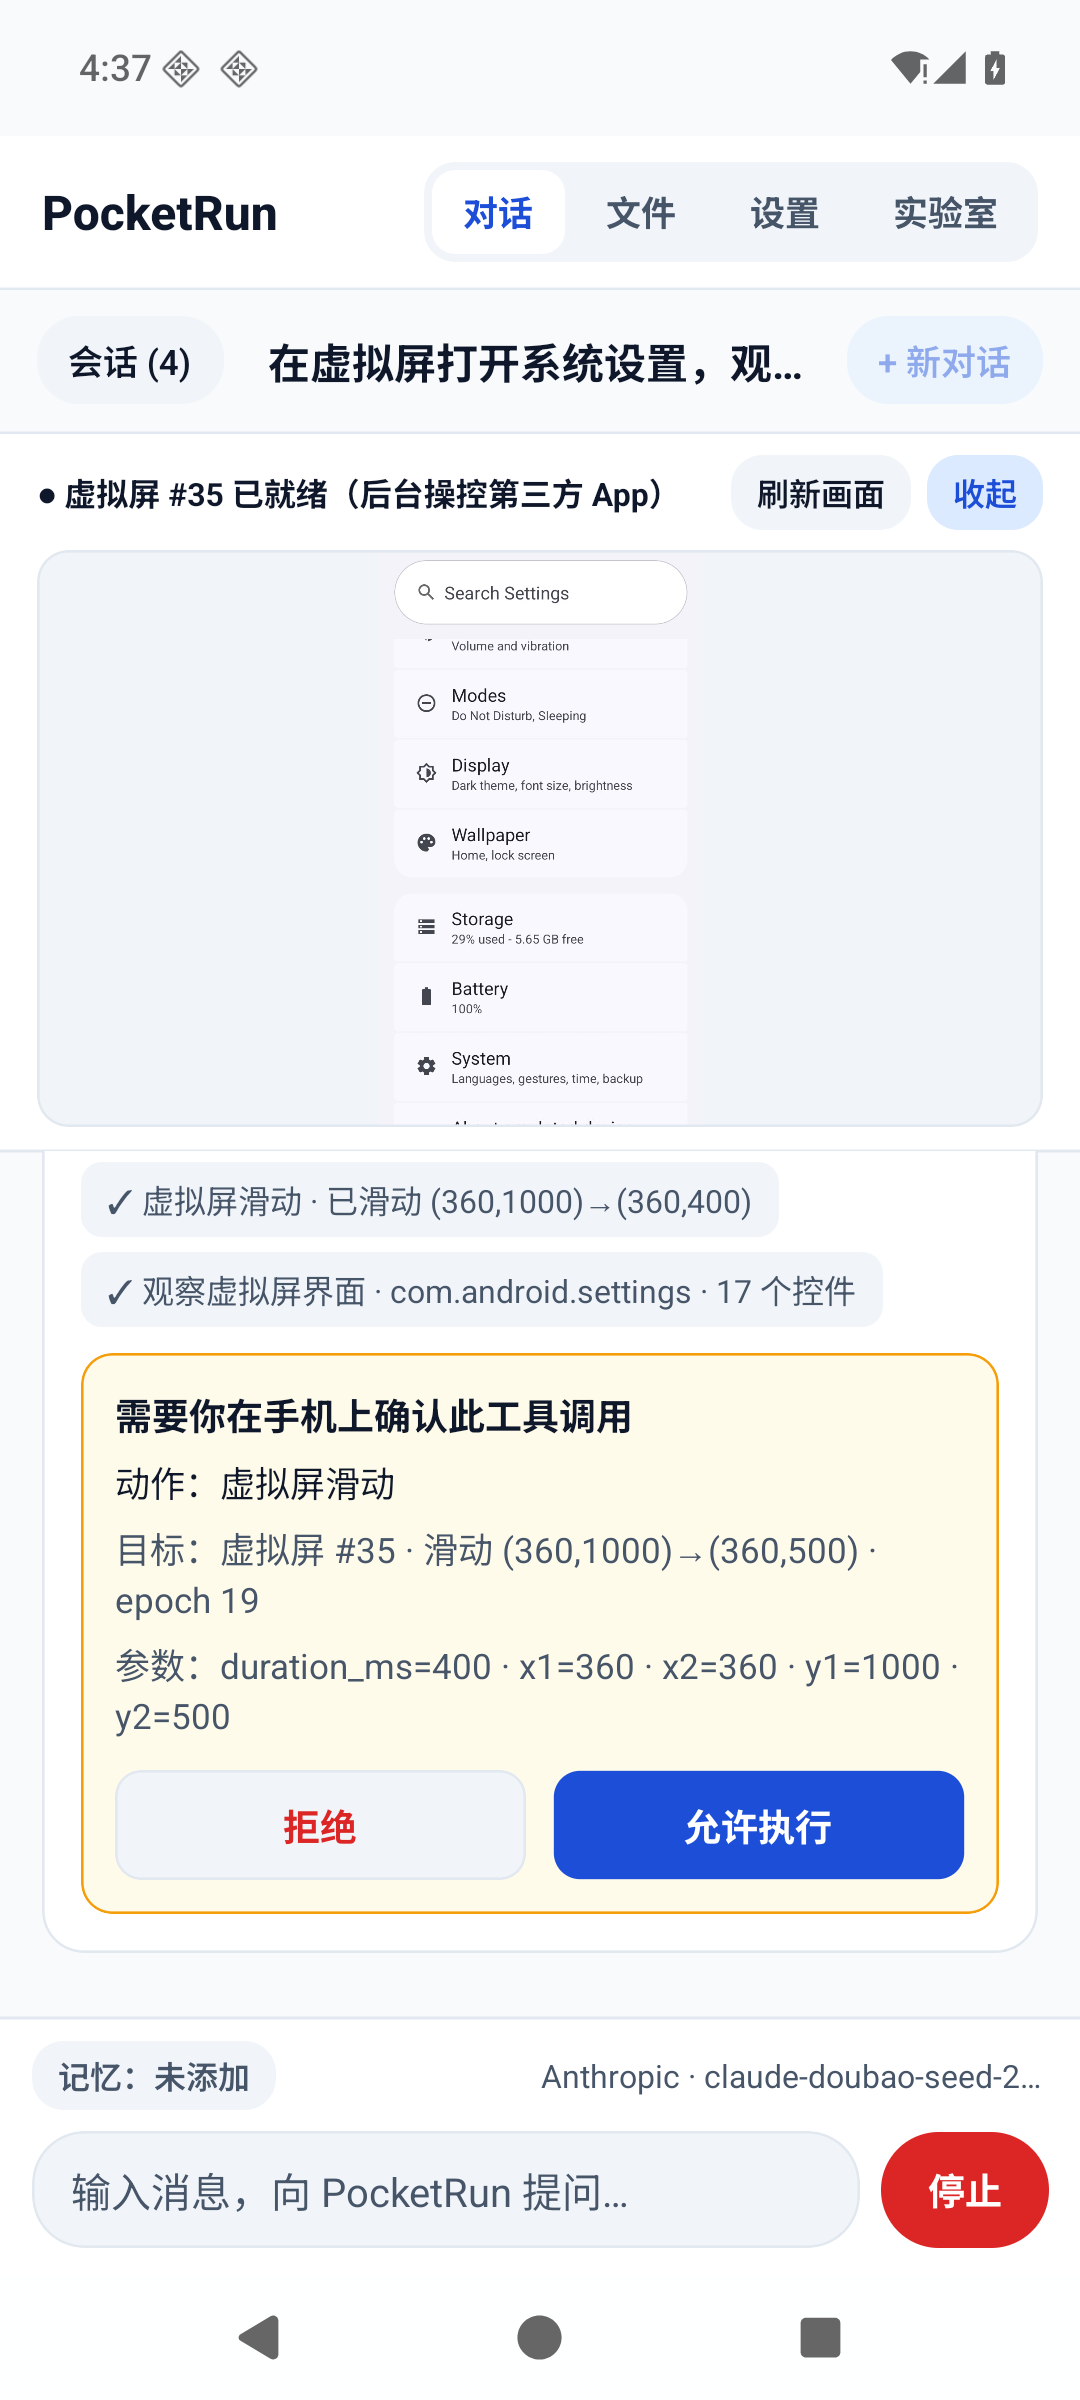 4:37
PocketRun
对话 文件 设置 实验室
会话 (4)
在虚拟屏打开系统设置，观...
+ 新对话
● 虚拟屏 #35 已就绪（后台操控第三方 App）
刷新画面
收起
Search Settings
Volume and vibration
Modes
Do Not Disturb, Sleeping
Display
Dark theme, font size, brightness
Wallpaper
Home, lock screen
Storage
29% used - 5.65 GB free
Battery
100%
System
Languages, gestures, time, backup
✓ 虚拟屏滑动 · 已滑动 (360,1000)→(360,400)
✓ 观察虚拟屏界面 · com.android.settings · 17 个控件
需要你在手机上确认此工具调用
动作：虚拟屏滑动
目标：虚拟屏 #35 · 滑动 (360,1000)→(360,500) ·
epoch 19
参数：duration_ms=400 · x1=360 · x2=360 · y1=1000 ·
y2=500
拒绝
允许执行
记忆：未添加
Anthropic · claude-doubao-seed-2...
输入消息，向 PocketRun 提问...
停止